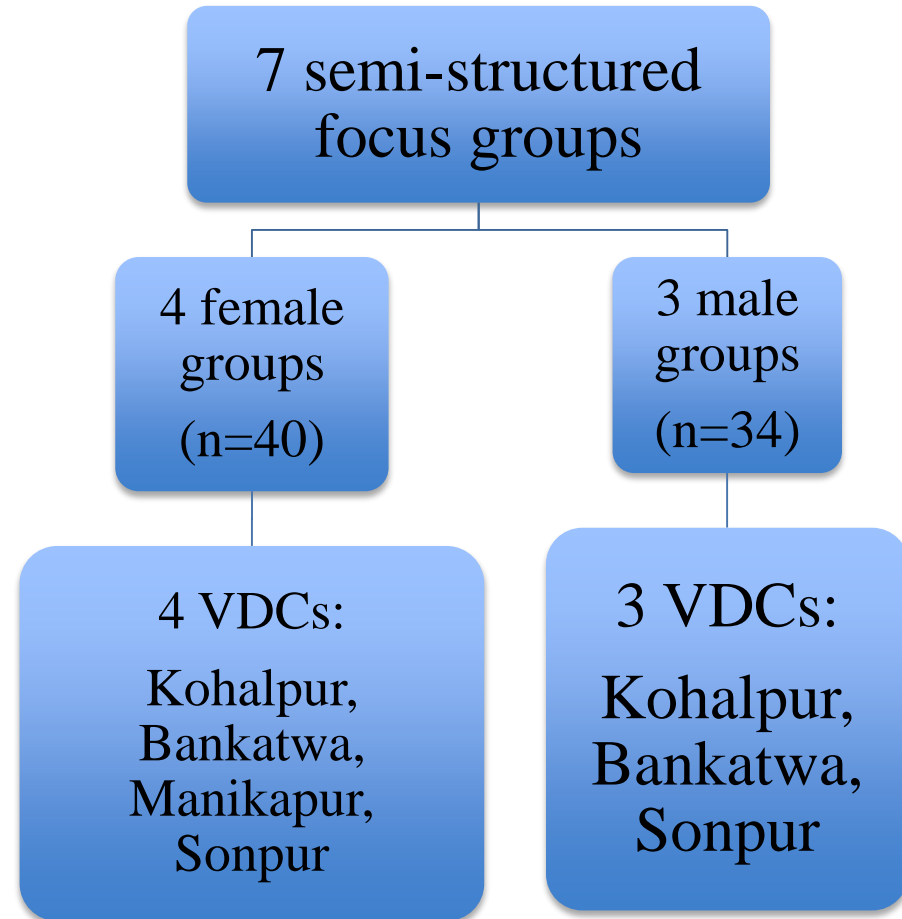 7 semi-structured
focus groups
4 female
groups
(n=40)
3 male
groups
(n=34)
4 VDCs:
Kohalpur,
Bankatwa,
Manikapur,
Sonpur
3 VDCs:
Kohalpur,
Bankatwa,
Sonpur